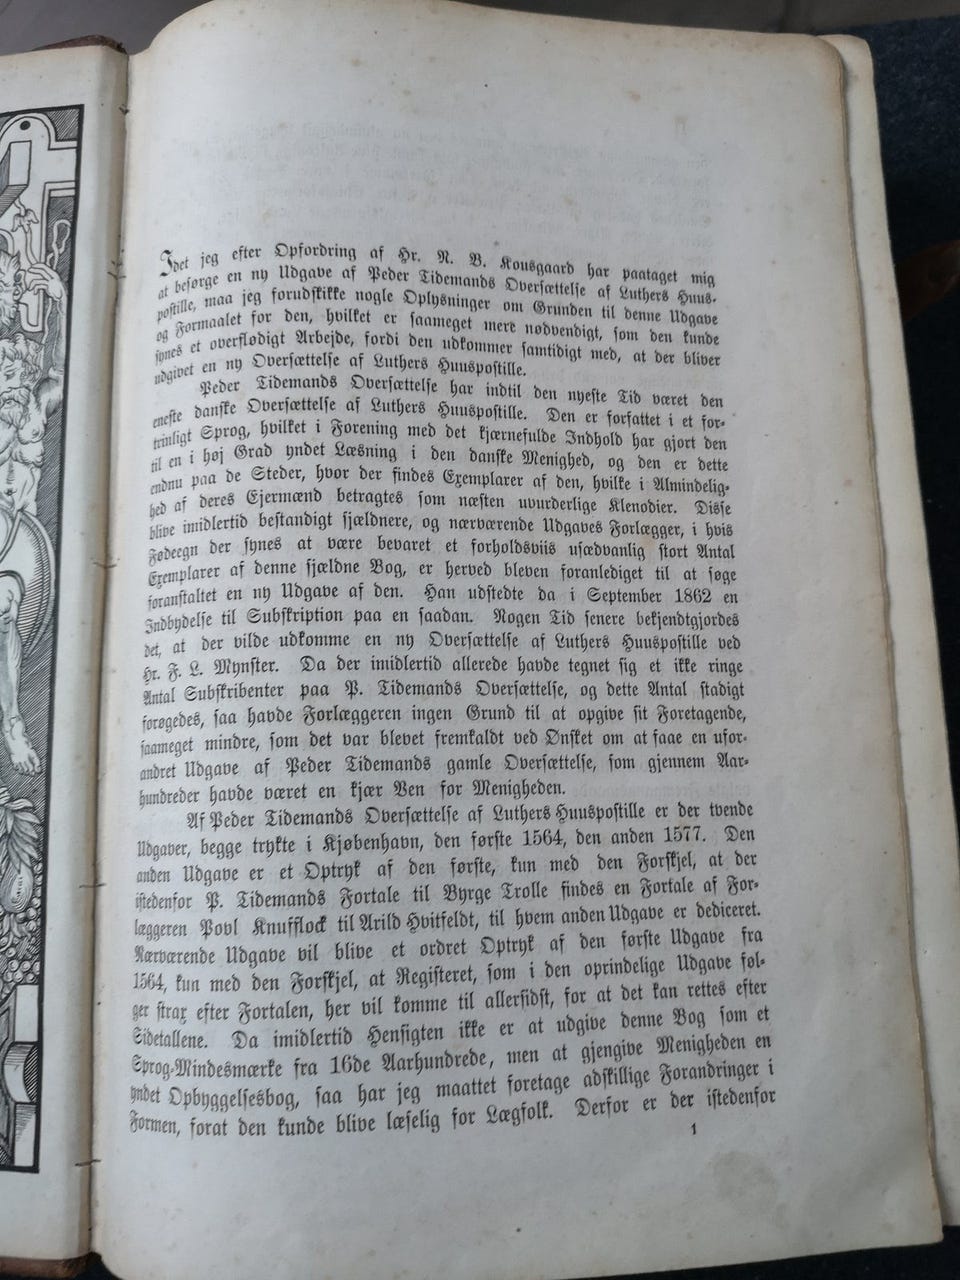 Idet jeg efter Opfordring af Hr. N. B. Kousgaard har paataget mig
at besørge en ny Udgave af Peder Tidemands Oversættelse af Luthers Huus-
postille, maa jeg forudskikke nogle Oplysninger om Grunden til denne Udgave
og Formaalet for den, hvilket er saameget mere nødvendigt, som den kunde
synes et overflødigt Arbejde, fordi den udkommer samtidigt med, at der bliver
udgivet en ny Oversættelse af Luthers Huuspostille.
Peder Tidemands Oversættelse har indtil den nyeste Tid været den
eneste danske Oversættelse af Luthers Huuspostille. Den er forfattet i et for-
trinligt Sprog, hvilket i Forening med det kjærnefulde Indhold har gjort den
til en i høj Grad yndet Læsning i den danske Menighed, og den er dette
endnu paa de Steder, hvor der findes Exemplarer af den, hvilke i Almindelig-
hed af deres Ejermænd betragtes som næsten uvurderlige Klenodier. Disse
blive imidlertid bestandigt sjældnere, og nærværende Udgaves Forlægger, i hvis
Fødeegn der synes at være bevaret et forholdsviis usædvanlig stort Antal
Exemplarer af denne sjældne Bog, er herved bleven foranlediget til at søge
foranstaltet en ny Udgave af den. Han udstedte da i September 1862 en
Indbydelse til Subskription paa en saadan. Nogen Tid senere bekjendtgjordes
det, at der vilde udkomme en ny Oversættelse af Luthers Huuspostille ved
Hr. F. L. Mynster. Da der imidlertid allerede havde tegnet sig et ikke ringe
Antal Subskribenter paa P. Tidemands Oversættelse, og dette Antal stadigt
forøgedes, saa havde Forlæggeren ingen Grund til at opgive sit Foretagende,
saameget mindre, som det var blevet fremkaldt ved Ønsket om at faae en ufor-
andret Udgave af Peder Tidemands gamle Oversættelse, som gjennem Aar-
hundreder havde været en kjær Ven for Menigheden.
Af Peder Tidemands Oversættelse af Luthers Huuspostille er der tvende
Udgaver, begge trykte i Kjøbenhavn, den første 1564, den anden 1577. Den
anden Udgave er et Optryk af den første, kun med den Forskjel, at der
istedenfor P. Tidemands Fortale til Byrge Trolle findes en Fortale af For-
læggeren Povl Knufflock til Arild Hvitfeldt, til hvem anden Udgave er dediceret.
Nærværende Udgave vil blive et ordret Optryk af den første Udgave fra
1564, kun med den Forskjel, at Registeret, som i den oprindelige Udgave føl-
ger strax efter Fortalen, her vil komme til allersidst, for at det kan rettes efter
Sidetallene. Da imidlertid Hensigten ikke er at udgive denne Bog som et
Sprog-Mindesmærke fra 16de Aarhundrede, men at gjengive Menigheden en
yndet Opbyggelsesbog, saa har jeg maattet foretage adskillige Forandringer i
Formen, forat den kunde blive læselig for Lægfolk. Derfor er der istedenfor
1